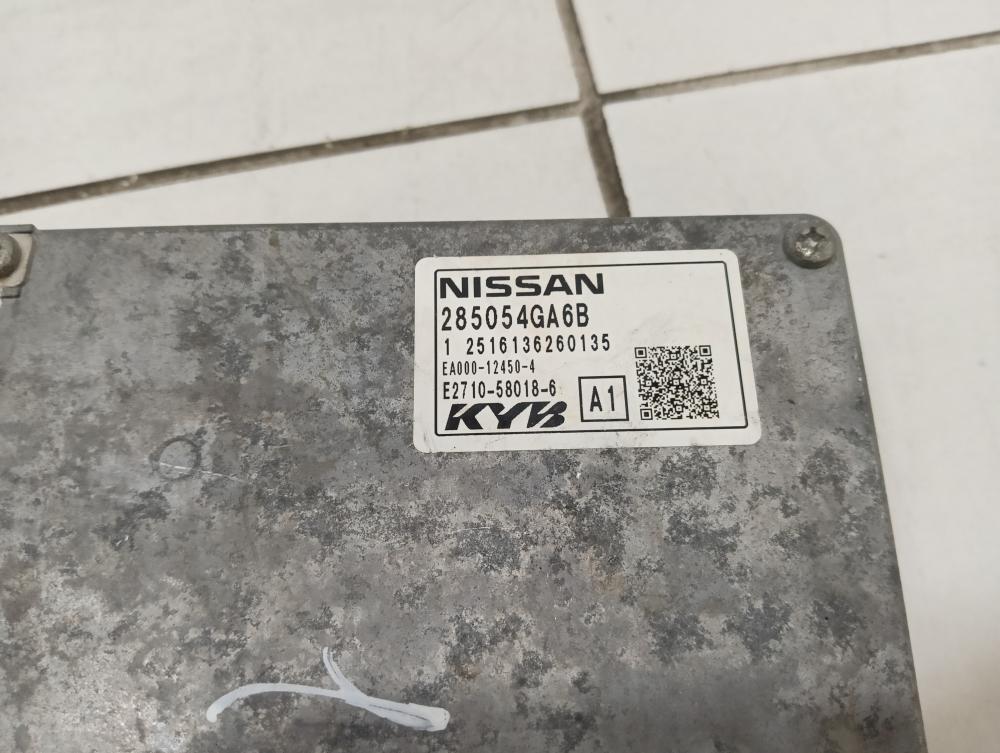 NISSAN
285054GA6B
1 2516136260135
EA000-12450-4
E2710-58018-6
A1
KYB